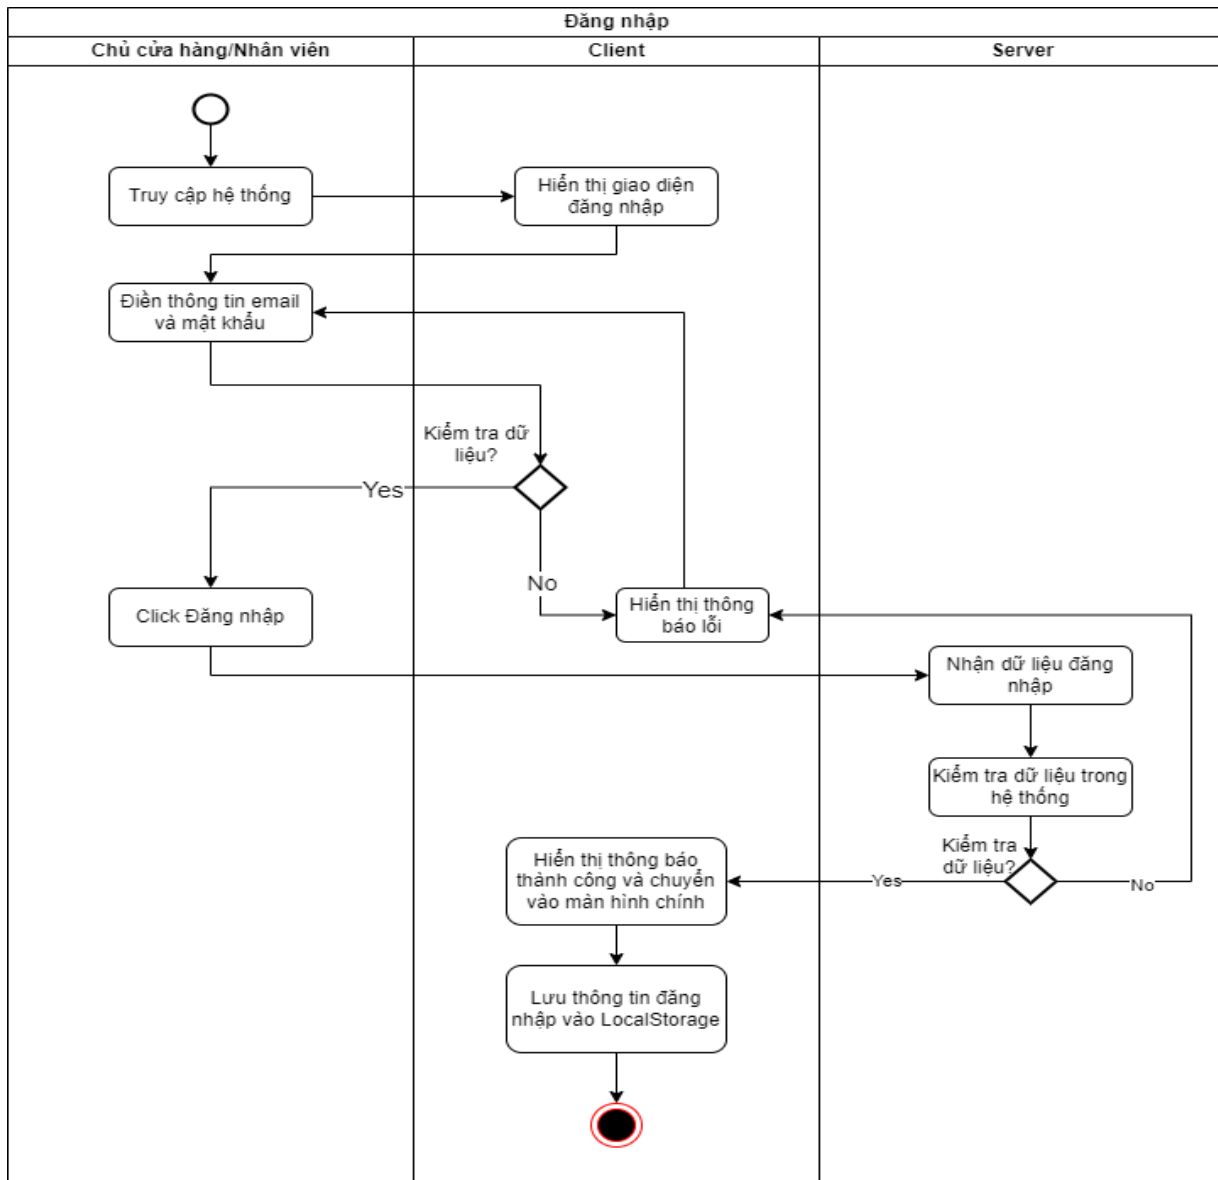 Đăng nhập
Chủ cửa hàng/Nhân viên
Client
Server
Truy cập hệ thống
Hiển thị giao diện
đăng nhập
Điền thông tin email
và mật khẩu
Kiểm tra dữ
liệu?
Yes
No
Click Đăng nhập
Hiển thị thông
báo lỗi
Nhận dữ liệu đăng
nhập
Kiểm tra dữ liệu trong
hệ thống
Kiểm tra
dữ liệu?
Yes
No
Hiển thị thông báo
thành công và chuyển
vào màn hình chính
Lưu thông tin đăng
nhập vào LocalStorage